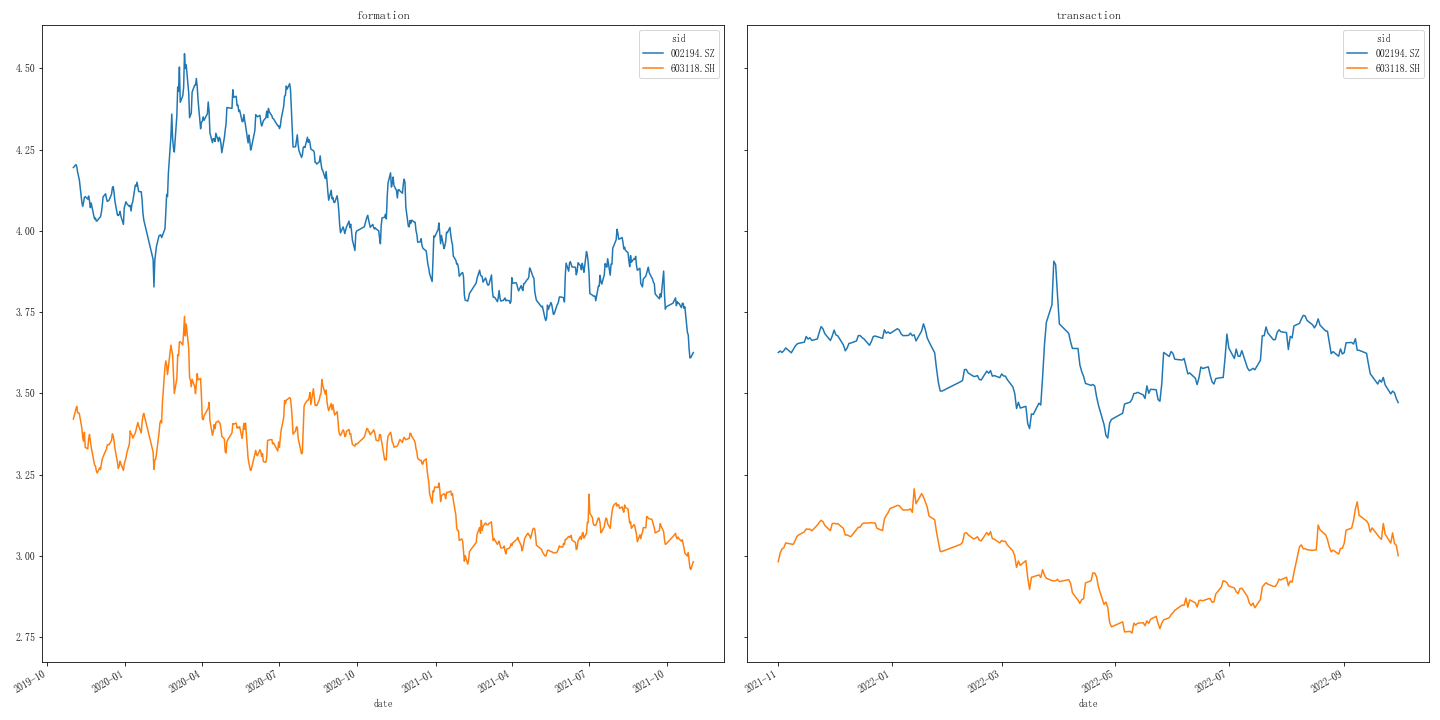 formation
sid
002194.SZ
603118.SH
4.50
4.25
4.00
3.75
3.50
3.25
3.00
2.75
2019-10
2020-01
2020-04
2020-07
2020-10
2021-01
2021-04
2021-07
2021-10
date
transaction
sid
002194.SZ
603118.SH
2021-11
2022-01
2022-03
2022-05
2022-07
2022-09
date